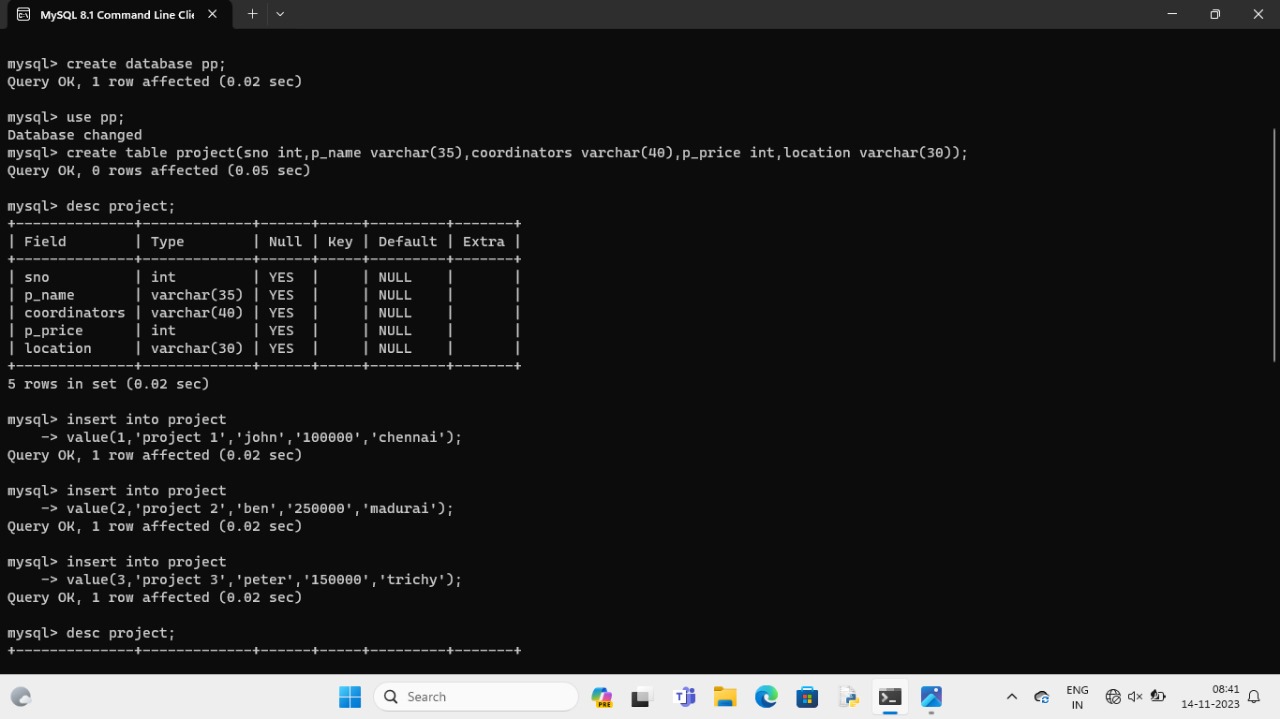 MySQL 8.1 Command Line Clie
mysql> create database pp;
Query OK, 1 row affected (0.02 sec)
mysql> use pp;
Database changed
mysql> create table project(sno int,p_name varchar(35),coordinators varchar(40),p_price int,location varchar(30));
Query OK, 0 rows affected (0.05 sec)
mysql> desc project;
+--------------+-------------+------+-----+---------+-------+
| Field        | Type        | Null | Key | Default | Extra |
+--------------+-------------+------+-----+---------+-------+
| sno          | int         | YES  |     | NULL    |       |
| p_name       | varchar(35) | YES  |     | NULL    |       |
| coordinators | varchar(40) | YES  |     | NULL    |       |
| p_price      | int         | YES  |     | NULL    |       |
| location     | varchar(30) | YES  |     | NULL    |       |
+--------------+-------------+------+-----+---------+-------+
5 rows in set (0.02 sec)
mysql> insert into project
    -> value(1,'project 1','john','100000','chennai');
Query OK, 1 row affected (0.02 sec)
mysql> insert into project
    -> value(2,'project 2','ben','250000','madurai');
Query OK, 1 row affected (0.02 sec)
mysql> insert into project
    -> value(3,'project 3','peter','150000','trichy');
Query OK, 1 row affected (0.02 sec)
mysql> desc project;
+--------------+-------------+------+-----+---------+-------+
Search
PRE
ENG
IN
08:41
14-11-2023